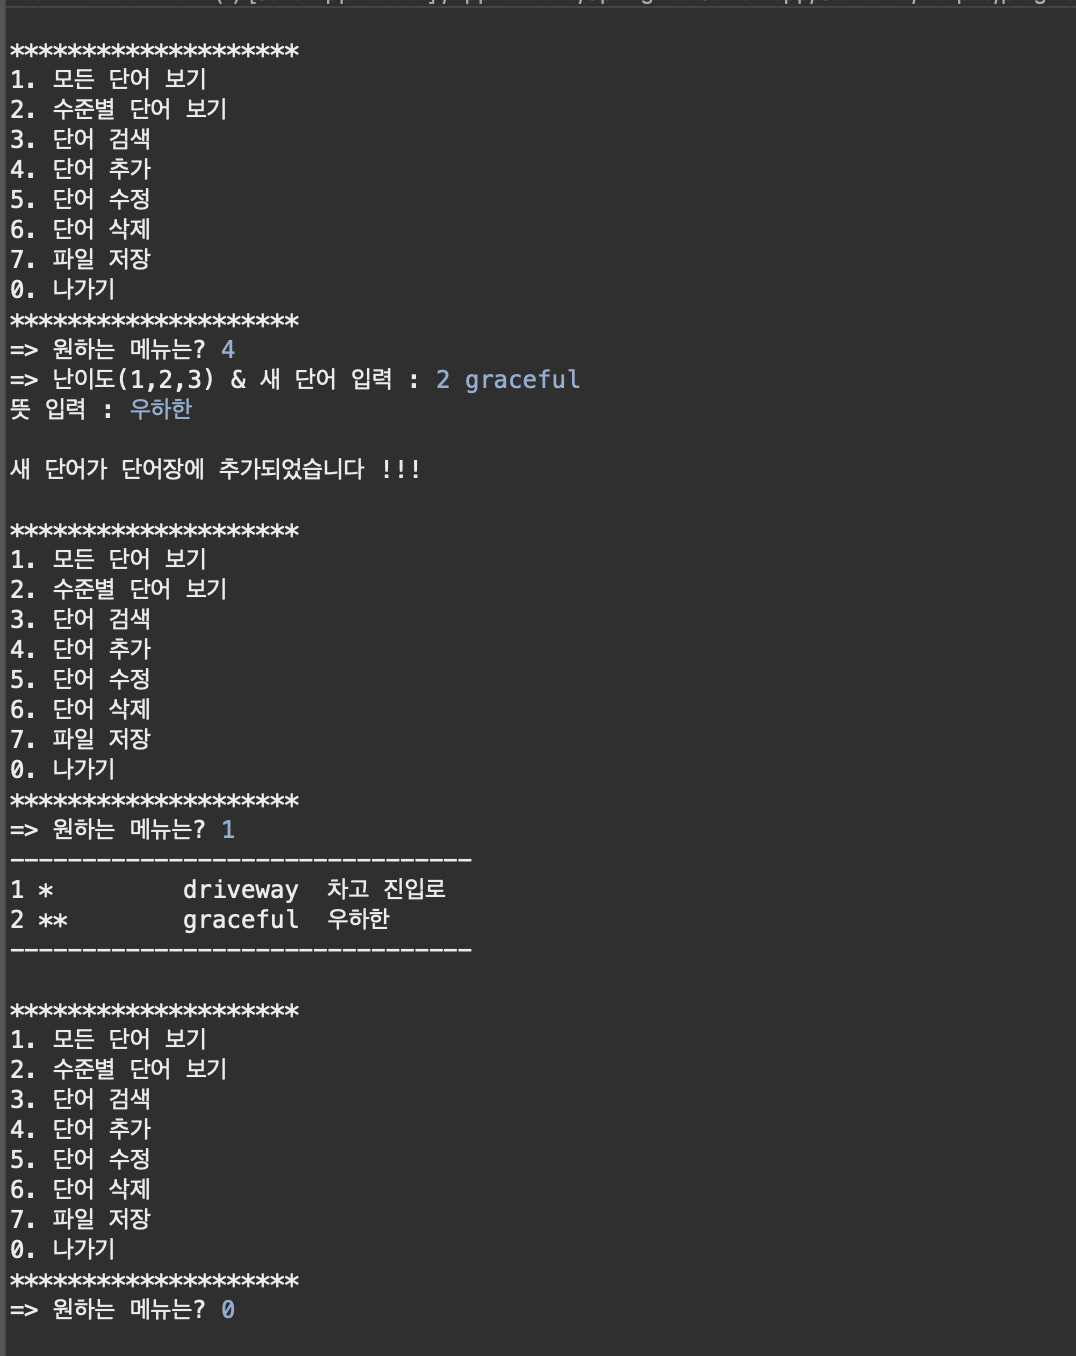 ********************
1. 모든 단어 보기
2. 수준별 단어 보기
3. 단어 검색
4. 단어 추가
5. 단어 수정
6. 단어 삭제
7. 파일 저장
0. 나가기
********************
=> 원하는 메뉴는? 4
=> 난이도(1,2,3) & 새 단어 입력 : 2 graceful
뜻 입력 : 우하한
새 단어가 단어장에 추가되었습니다 !!!
********************
1. 모든 단어 보기
2. 수준별 단어 보기
3. 단어 검색
4. 단어 추가
5. 단어 수정
6. 단어 삭제
7. 파일 저장
0. 나가기
********************
=> 원하는 메뉴는? 1
--------------------------------
1 *         driveway  차고 진입로
2 **        graceful  우하한
--------------------------------
********************
1. 모든 단어 보기
2. 수준별 단어 보기
3. 단어 검색
4. 단어 추가
5. 단어 수정
6. 단어 삭제
7. 파일 저장
0. 나가기
********************
=> 원하는 메뉴는? 0